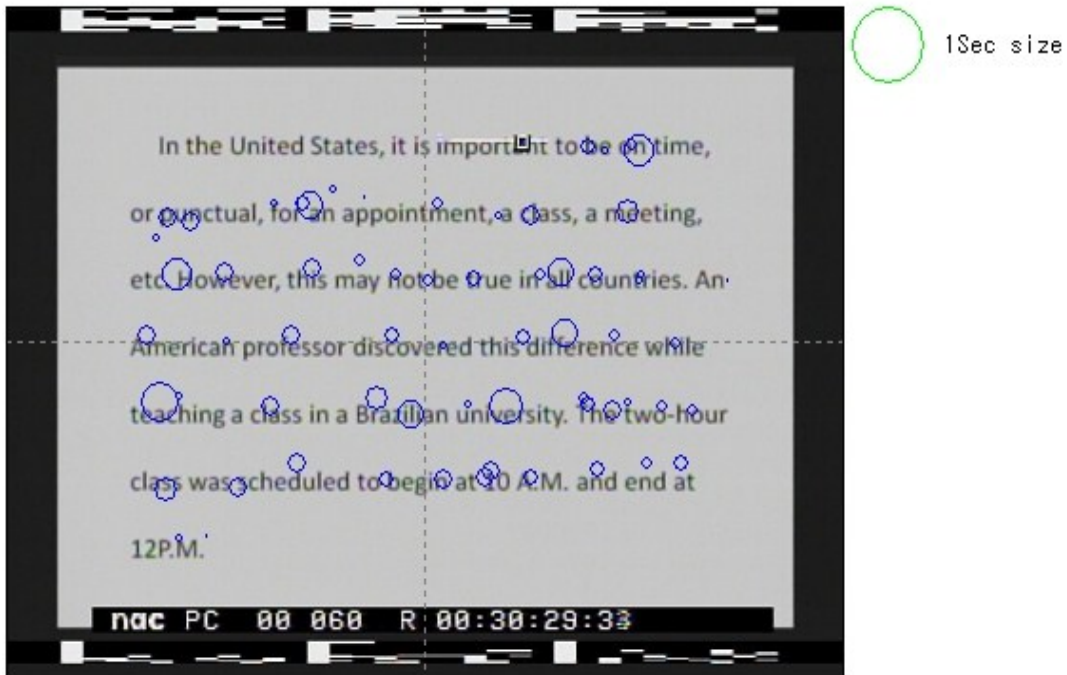 1Sec size
In the United States, it is important to be on time,
or punctual, for an appointment, a class, a meeting,
etc. However, this may not be true in all countries. An
American professor discovered this difference while
teaching a class in a Brazilian university. The two-hour
class was scheduled to begin at 10 A.M. and end at
12P.M.
nac PC 00 060 R 00:30:29:33